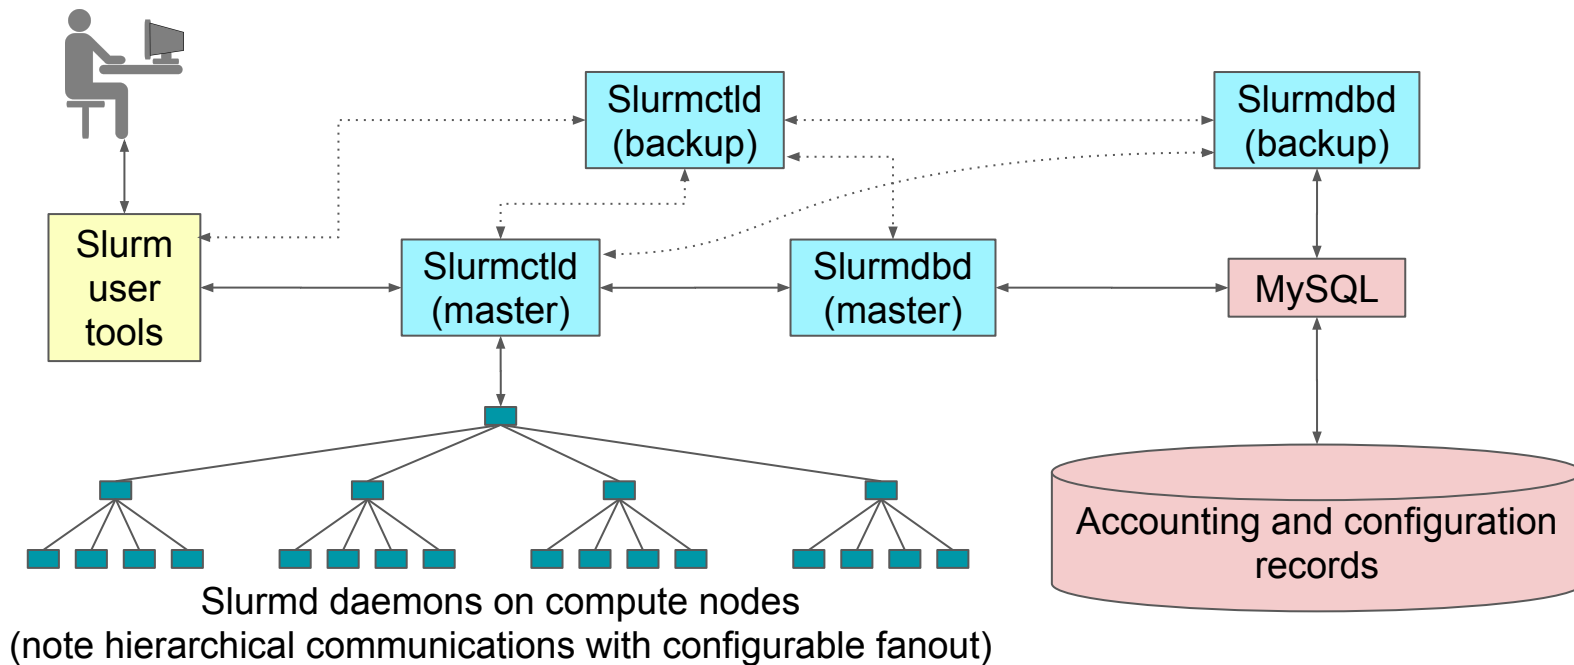 Slurmctld
(backup)
Slurmdbd
(backup)
Slurm
user
tools
Slurmctld
(master)
Slurmdbd
(master)
MySQL
Accounting and configuration
records
Slurmd daemons on compute nodes
(note hierarchical communications with configurable fanout)